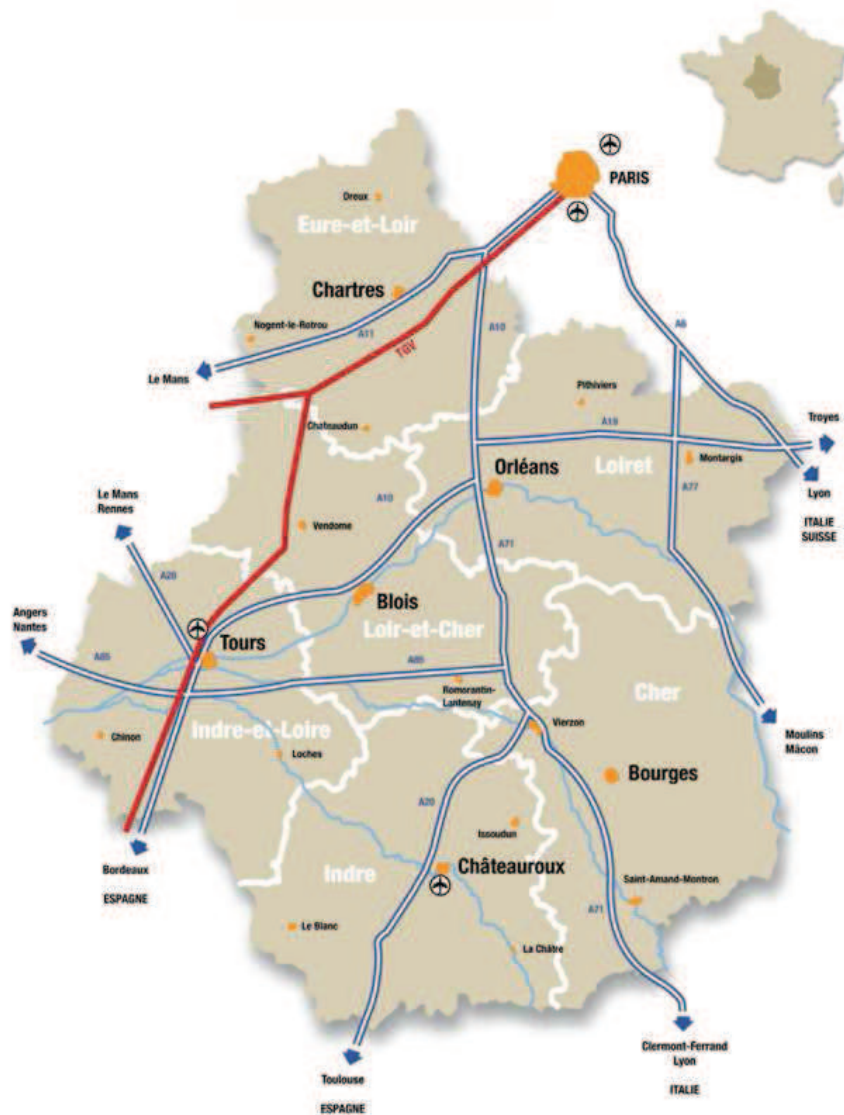 PARIS
Dreux
Eure-et-Loir
Chartres
Nogent-le-Rotrou
A11
A10
A6
TGV
Le Mans
Pithiviers
Chateaudun
A19
Troyes
Orléans
Loiret
Montargis
Lyon
ITALIE
SUISSE
Le Mans
Rennes
A10
A77
Vendome
A71
A28
Angers
Nantes
Blois
Loir-et-Cher
Tours
A85
A85
Romorantin-
Lantenay
Cher
Chinon
Indre-et-Loire
Loches
Vierzon
Moulins
Mâcon
Bourges
A20
Issoudun
Bordeaux
ESPAGNE
Indre
Châteauroux
Saint-Amand-Montron
Le Blanc
La Châtre
A71
Toulouse
ESPAGNE
Clermont-Ferrand
Lyon
ITALIE